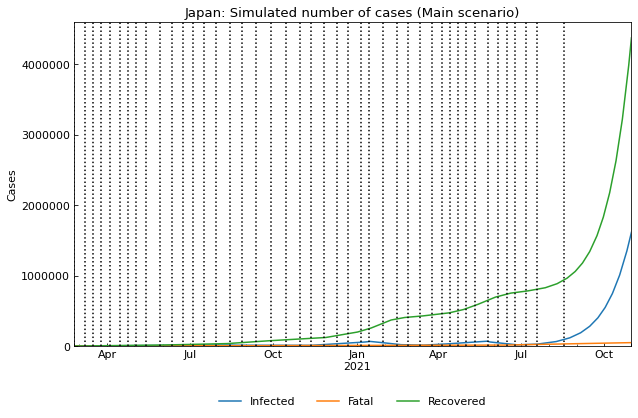 Japan: Simulated number of cases (Main scenario)
Cases
4000000
3000000
2000000
1000000
0
Apr Jul Oct Jan Apr Jul Oct
2021
Infected Fatal Recovered